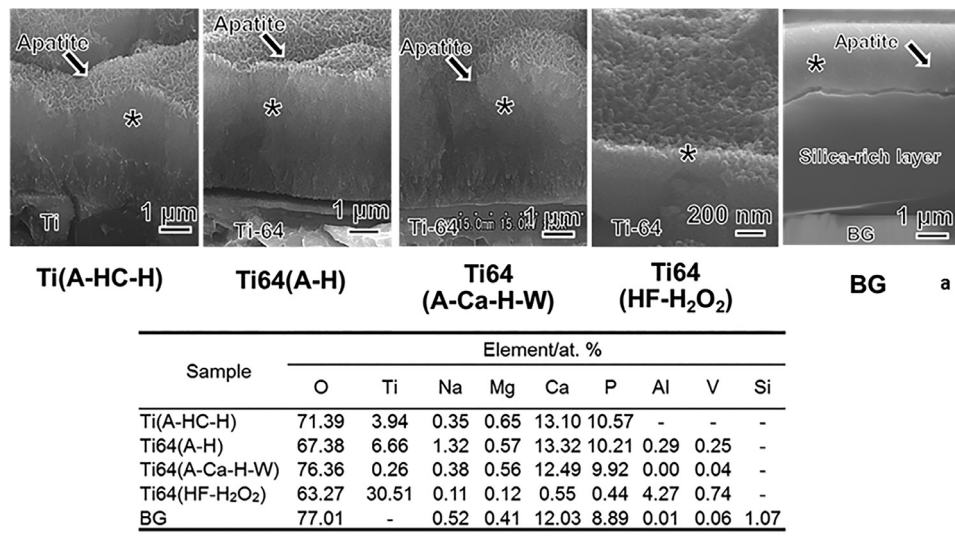 Apatite Apatite Apatite Apatite
* * * * *
Silica-rich layer
Ti 1 μm Ti-64 1 μm Ti-64 15.0mm 1 μm Ti-64 200 nm BG 1 μm
Ti(A-HC-H) Ti64(A-H) Ti64 Ti64 BG a
(A-Ca-H-W) (HF-H₂O₂)
Sample Element/at. %
O Ti Na Mg Ca P Al V Si
Ti(A-HC-H) 71.39 3.94 0.35 0.65 13.10 10.57 - - -
Ti64(A-H) 67.38 6.66 1.32 0.57 13.32 10.21 0.29 0.25 -
Ti64(A-Ca-H-W) 76.36 0.26 0.38 0.56 12.49 9.92 0.00 0.04 -
Ti64(HF-H₂O₂) 63.27 30.51 0.11 0.12 0.55 0.44 4.27 0.74 -
BG 77.01 - 0.52 0.41 12.03 8.89 0.01 0.06 1.07